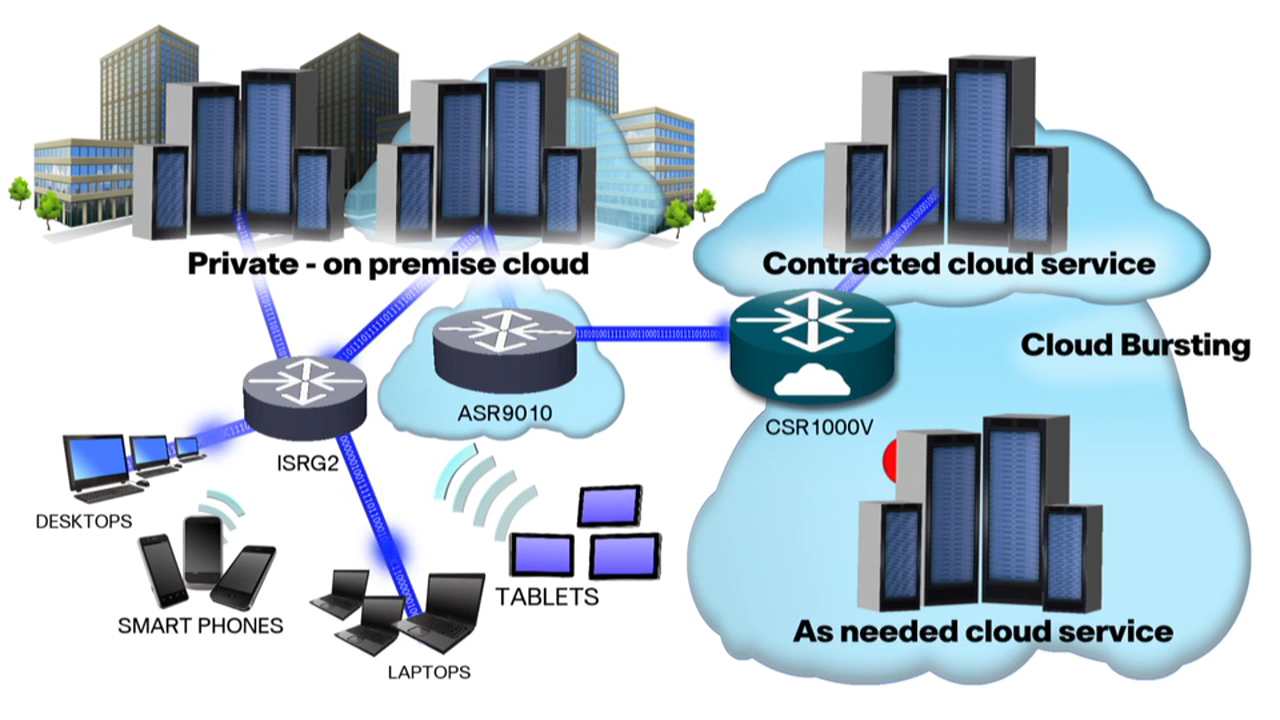 Private - on premise cloud
Contracted cloud service
Cloud Bursting
ASR9010
CSR1000V
ISRG2
DESKTOPS
TABLETS
SMART PHONES
As needed cloud service
LAPTOPS